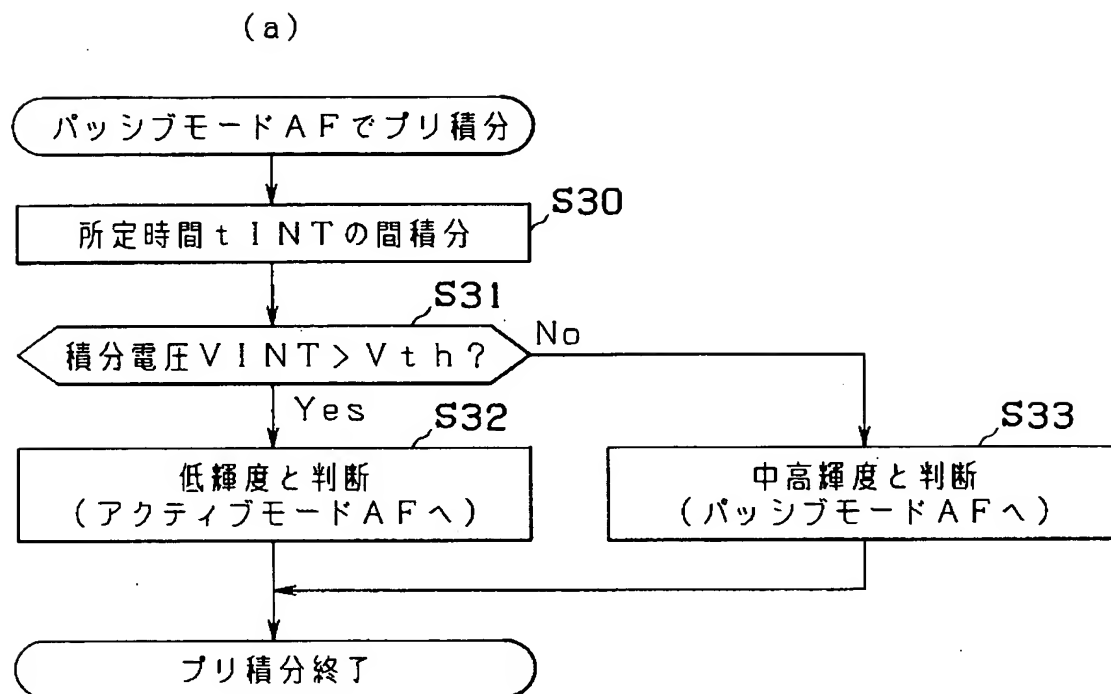 (a)
パッシブモードAFでプリ積分
S30
所定時間tINTの間積分
S31
積分電圧VINT>Vth?
No
Yes
S32
S33
低輝度と判断
(アクティブモードAFへ)
中高輝度と判断
(パッシブモードAFへ)
プリ積分終了